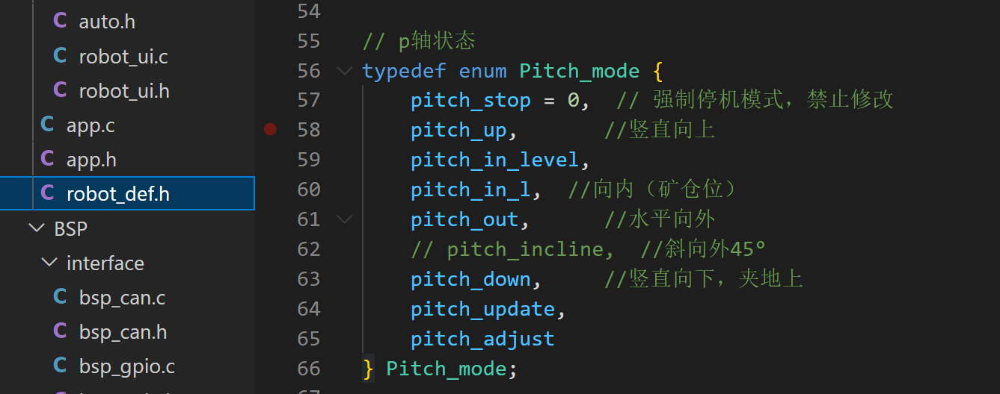 auto.h
robot_ui.c
robot_ui.h
app.c
app.h
robot_def.h
BSP
interface
bsp_can.c
bsp_can.h
bsp_gpio.c
54
55 // p轴状态
56 typedef enum Pitch_mode {
57 pitch_stop = 0,  // 强制停机模式，禁止修改
58 pitch_up,       //竖直向上
59 pitch_in_level,
60 pitch_in_l,  //向内（矿仓位）
61 pitch_out,      //水平向外
62 // pitch_incline,  //斜向外45°
63 pitch_down,     //竖直向下，夹地上
64 pitch_update,
65 pitch_adjust
66 } Pitch_mode;